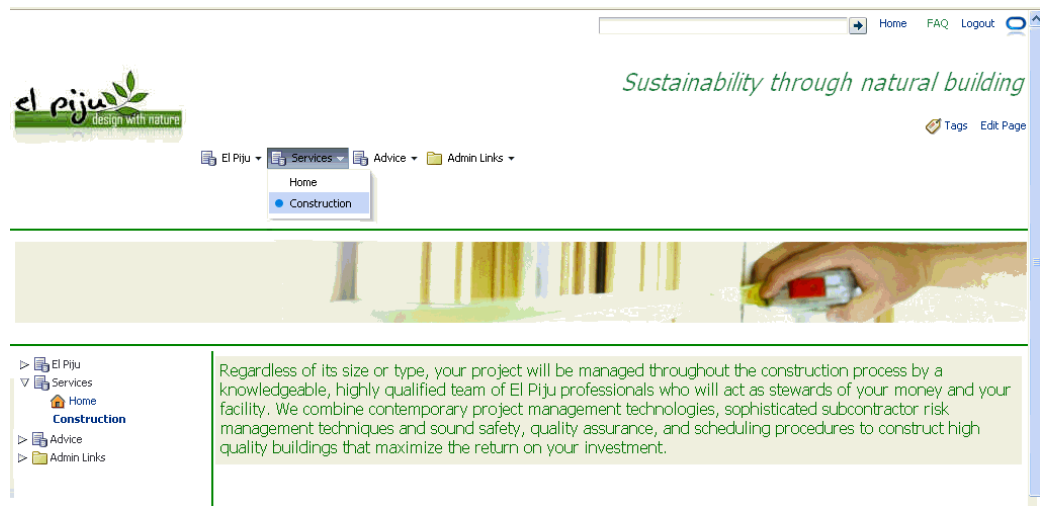 Home FAQ Logout
Sustainability through natural building
el piju
design with nature
Tags Edit Page
El Piju Services Advice Admin Links
Home
Construction
El Piju
Services
Home
Construction
Advice
Admin Links
Regardless of its size or type, your project will be managed throughout the construction process by a
knowledgeable, highly qualified team of El Piju professionals who will act as stewards of your money and your
facility. We combine contemporary project management technologies, sophisticated subcontractor risk
management techniques and sound safety, quality assurance, and scheduling procedures to construct high
quality buildings that maximize the return on your investment.